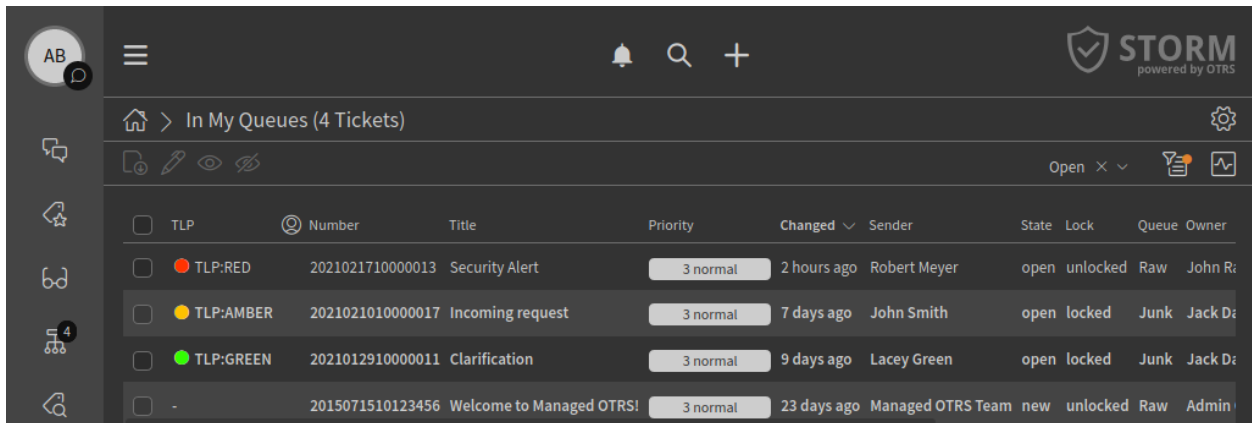 AB
STORM
powered by OTRS
In My Queues (4 Tickets)
Open
TLP Number Title Priority Changed Sender State Lock Queue Owner
TLP:RED 2021021710000013 Security Alert 3 normal 2 hours ago Robert Meyer open unlocked Raw John
TLP:AMBER 2021021010000017 Incoming request 3 normal 7 days ago John Smith open locked Junk Jack
TLP:GREEN 2021012910000011 Clarification 3 normal 9 days ago Lacey Green open locked Junk Jack
4
- 2015071510123456 Welcome to Managed OTRS! 3 normal 23 days ago Managed OTRS Team new unlocked Raw Admin